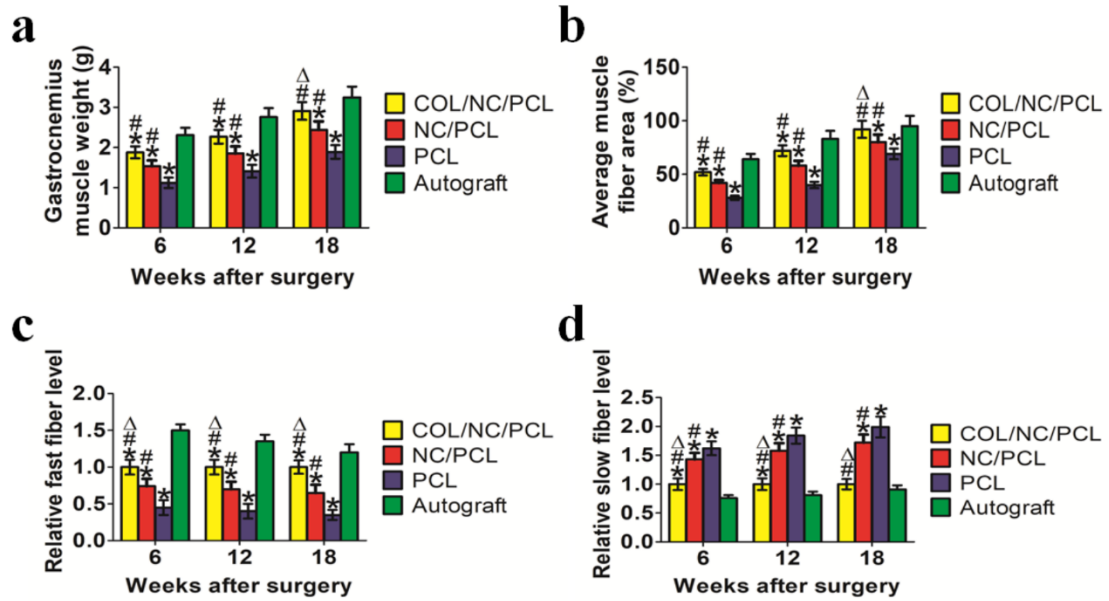 a
Gastrocnemius
muscle weight (g)
4
3
2
1
0
# * # * * # * # * * Δ # # * *
6 12 18
Weeks after surgery
COL/NC/PCL
NC/PCL
PCL
Autograft
b
Average muscle
fiber area (%)
150
100
50
0
# * # * * # * # * * Δ # # * *
6 12 18
Weeks after surgery
COL/NC/PCL
NC/PCL
PCL
Autograft
c
Relative fast fiber level
2.0
1.5
1.0
0.5
0.0
Δ # * # * * Δ # * # * * Δ # * # * *
6 12 18
Weeks after surgery
COL/NC/PCL
NC/PCL
PCL
Autograft
d
Relative slow fiber level
2.5
2.0
1.5
1.0
0.5
0.0
Δ # * # * * Δ # * # * * Δ # # * *
6 12 18
Weeks after surgery
COL/NC/PCL
NC/PCL
PCL
Autograft